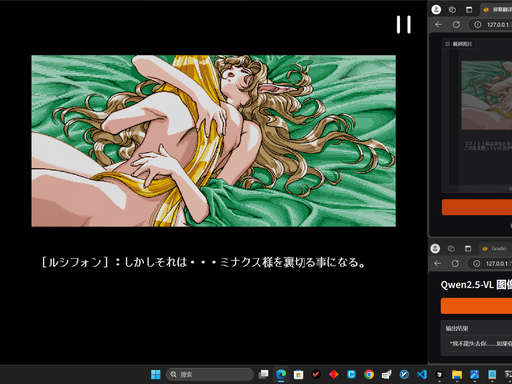 ［ルシフォン］：しかしそれは・・・ミナクス様を裏切る事になる。
屏幕翻译
127.0.0.1
截屏图片
Gradio
127.0.0.1:7
Qwen2.5-VL 图像
输出结果
"我不能失去你......如果你
搜索